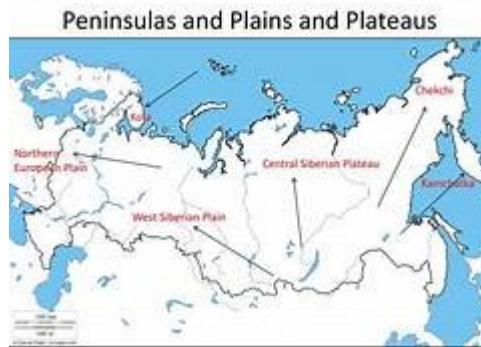 Peninsulas and Plains and Plateaus
Chukchi
Kola
Northern
European Plain
Central Siberian Plateau
Kamchatka
West Siberian Plain